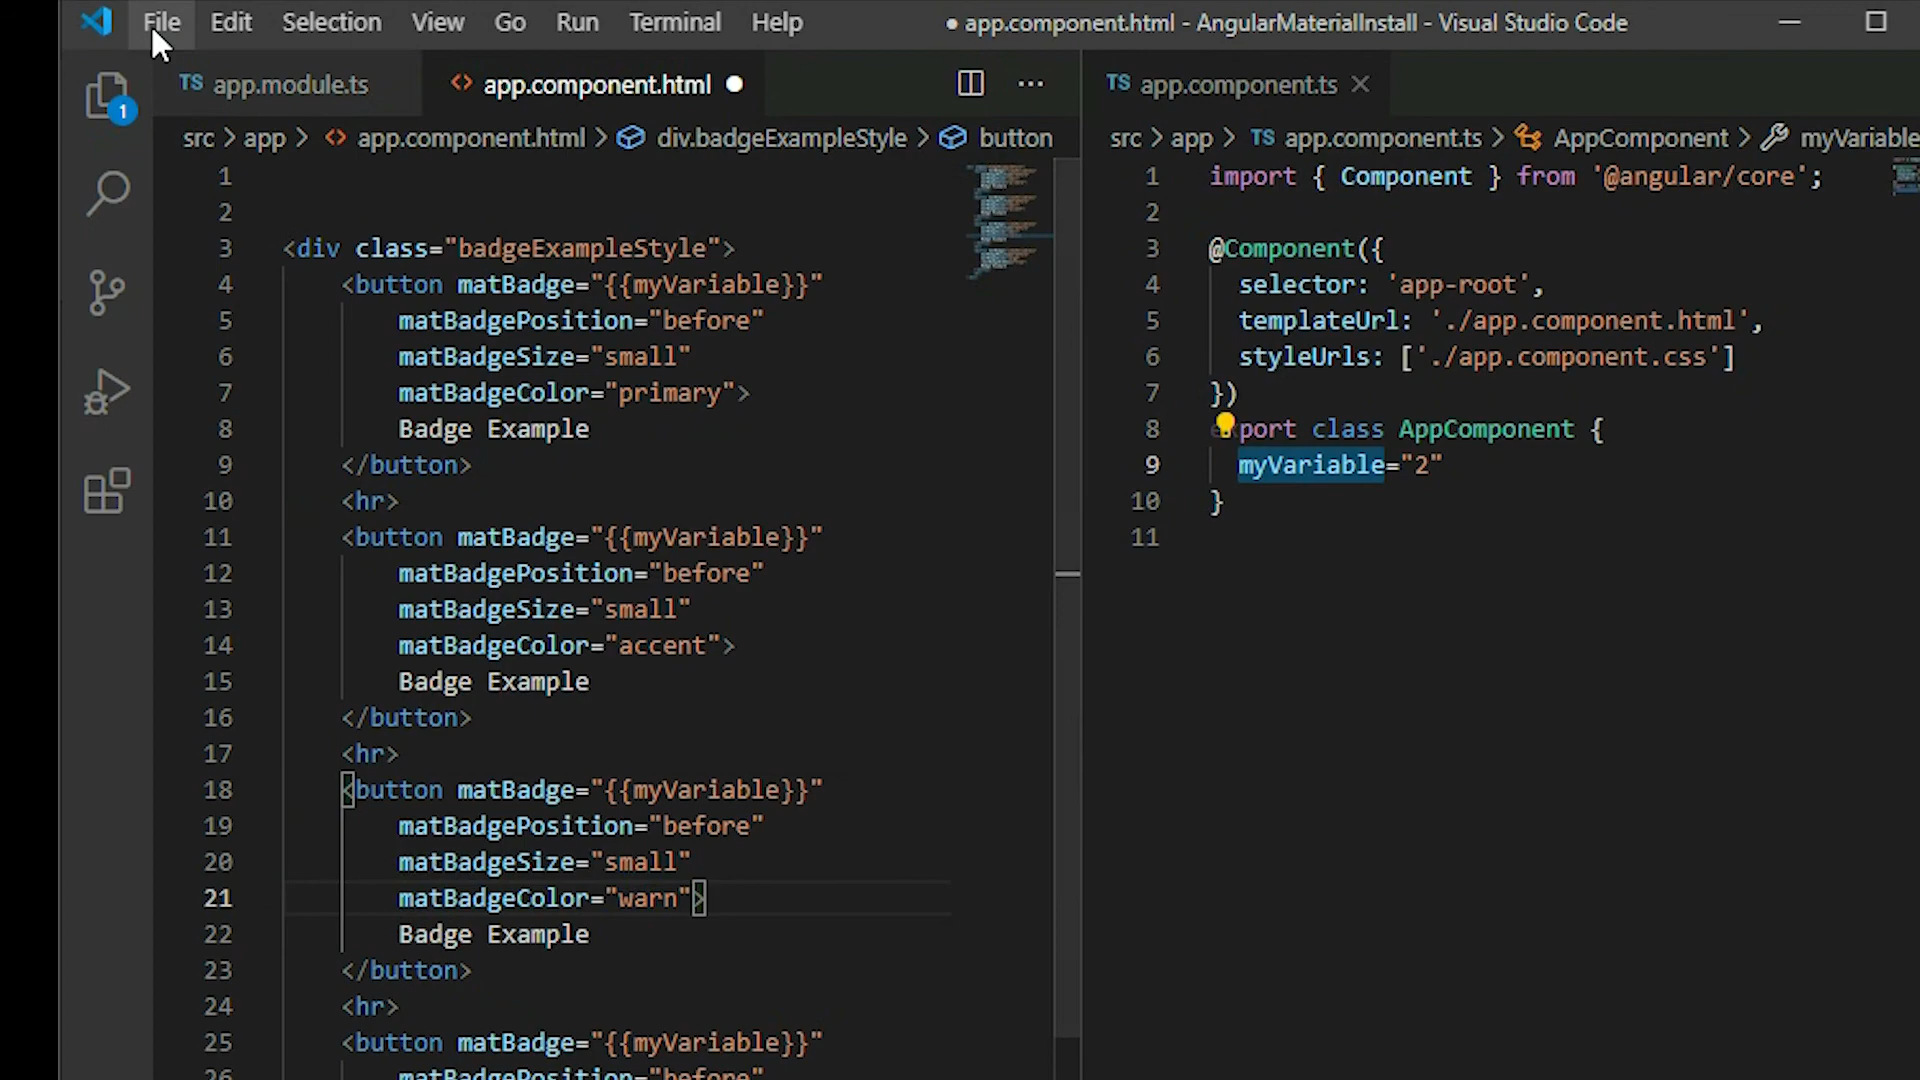 File Edit Selection View Go Run Terminal Help ● app.component.html - AngularMaterialInstall - Visual Studio Code
1
TS app.module.ts <> app.component.html ● ···
src > app > <> app.component.html > div.badgeExampleStyle > button
1
2
3 <div class="badgeExampleStyle">
4 <button matBadge="{{myVariable}}"
5 matBadgePosition="before"
6 matBadgeSize="small"
7 matBadgeColor="primary">
8 Badge Example
9 </button>
10 <hr>
11 <button matBadge="{{myVariable}}"
12 matBadgePosition="before"
13 matBadgeSize="small"
14 matBadgeColor="accent">
15 Badge Example
16 </button>
17 <hr>
18 <button matBadge="{{myVariable}}"
19 matBadgePosition="before"
20 matBadgeSize="small"
21 matBadgeColor="warn">
22 Badge Example
23 </button>
24 <hr>
25 <button matBadge="{{myVariable}}"
26 matBadgePosition="before"
TS app.component.ts ×
src > app > TS app.component.ts > AppComponent > myVariable
1 import { Component } from '@angular/core';
2
3 @Component({
4 selector: 'app-root',
5 templateUrl: './app.component.html',
6 styleUrls: ['./app.component.css']
7 })
8 export class AppComponent {
9 myVariable="2"
10 }
11